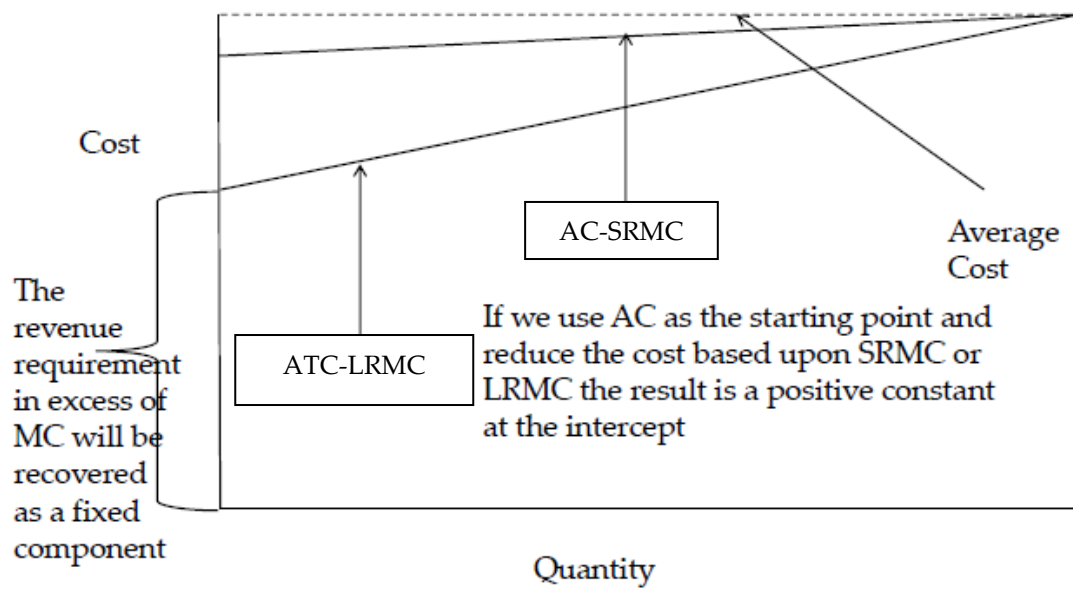 Cost
AC-SRMC
Average
Cost
The
revenue
requirement
in excess of
MC will be
recovered
as a fixed
component
ATC-LRMC
If we use AC as the starting point and
reduce the cost based upon SRMC or
LRMC the result is a positive constant
at the intercept
Quantity